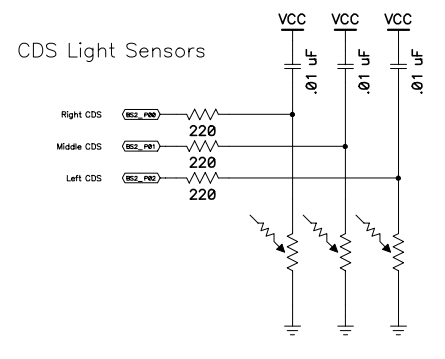 VCC VCC VCC
CDS Light Sensors
.01 uF .01 uF .01 uF
Right CDS BS2_P00
220
Middle CDS BS2_P01
220
Left CDS BS2_P02
220